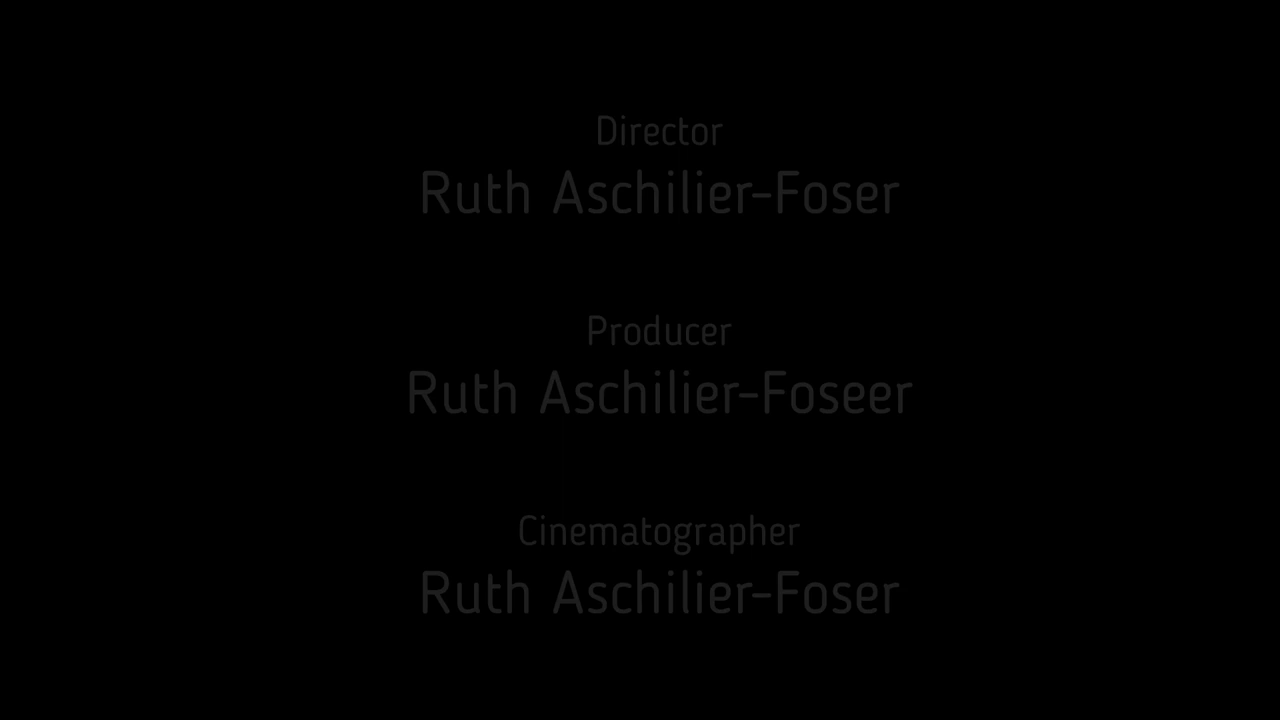 Director
Ruth Aschilier-Foser
Producer
Ruth Aschilier-Foseer
Cinematographer
Ruth Aschilier-Foser